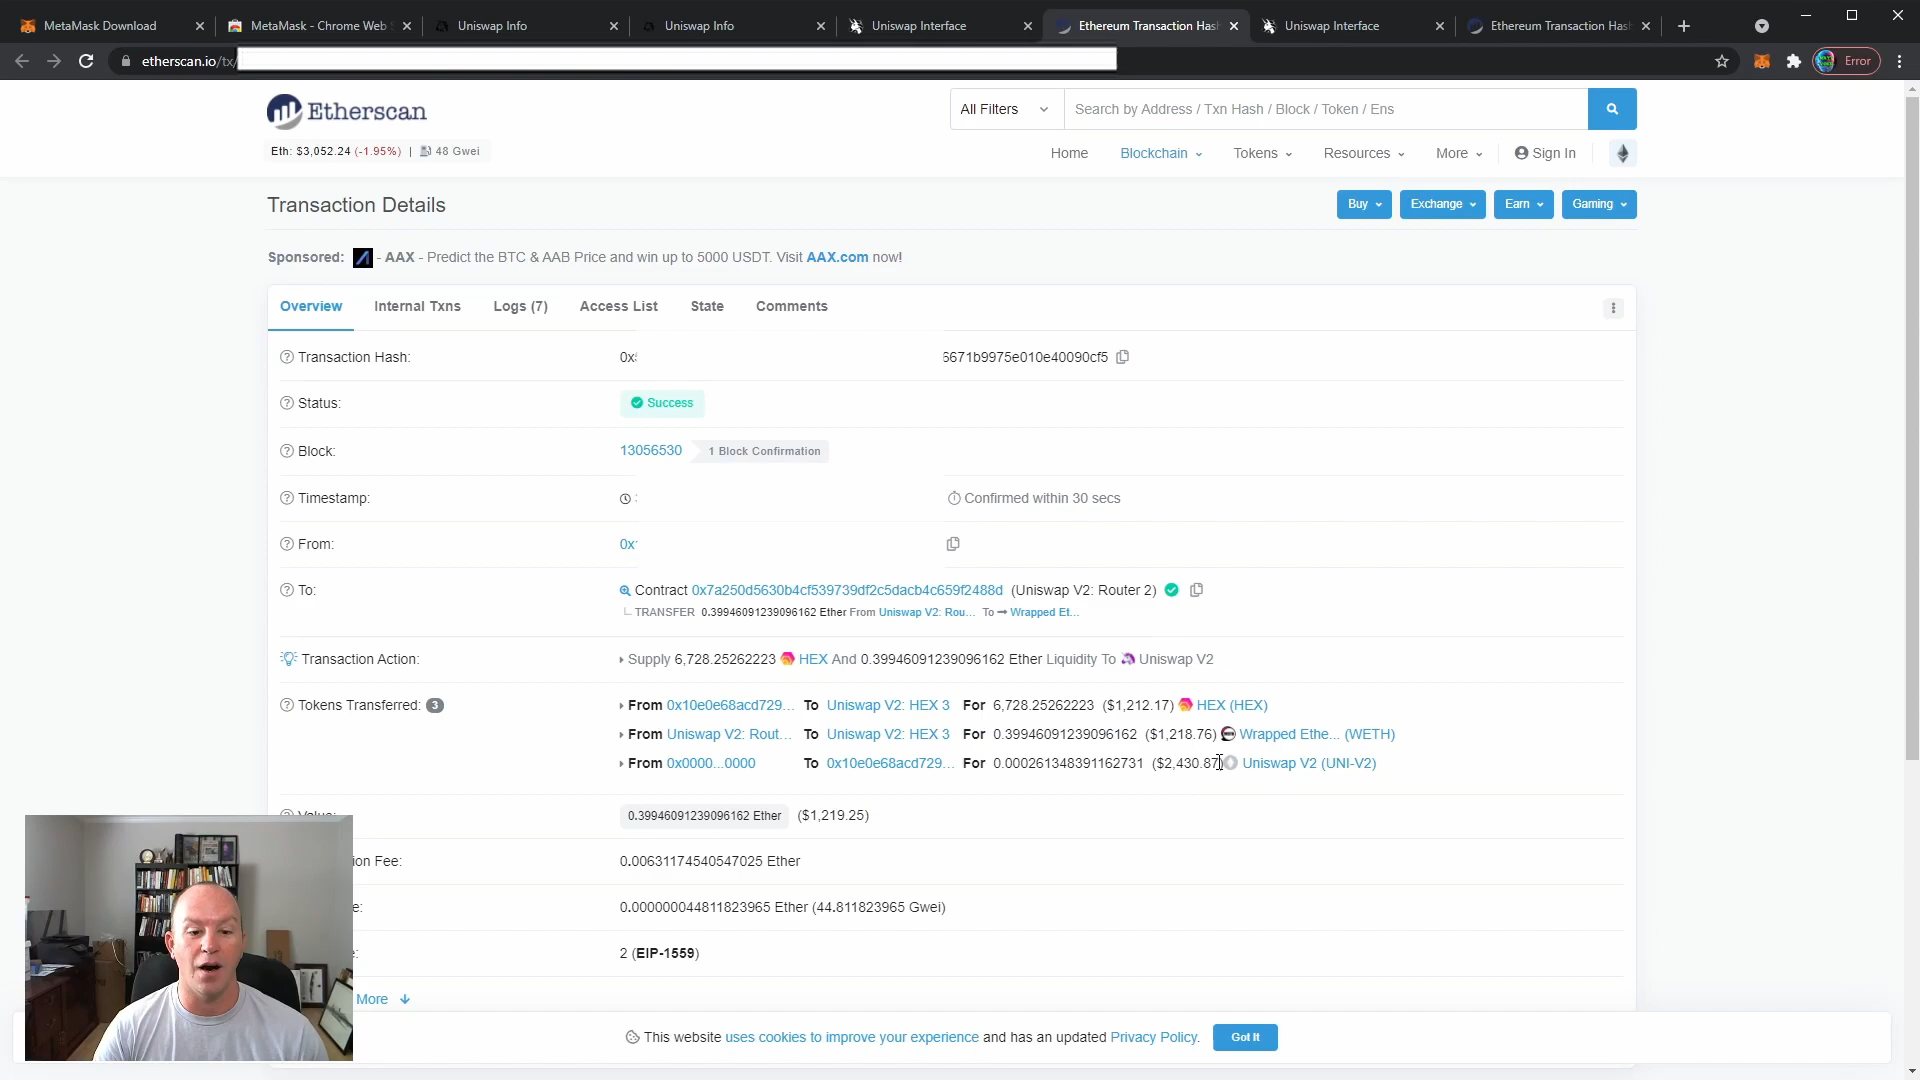 MetaMask Download
MetaMask - Chrome Web
Uniswap Info
Uniswap Info
Uniswap Interface
Ethereum Transaction Hash
Uniswap Interface
Ethereum Transaction Hash
etherscan.io/tx/
Error
Etherscan
All Filters
Search by Address / Txn Hash / Block / Token / Ens
Eth: $3,052.24 (-1.95%) | 48 Gwei
Home
Blockchain
Tokens
Resources
More
Sign In
Transaction Details
Buy
Exchange
Earn
Gaming
Sponsored: - AAX - Predict the BTC & AAB Price and win up to 5000 USDT. Visit AAX.com now!
Overview
Internal Txns
Logs (7)
Access List
State
Comments
Transaction Hash: 0x 6671b9975e010e40090cf5
Status: Success
Block: 13056530 1 Block Confirmation
Timestamp: Confirmed within 30 secs
From: 0x
To: Contract 0x7a250d5630b4cf539739df2c5dacb4c659f2488d (Uniswap V2: Router 2)
TRANSFER 0.39946091239096162 Ether From Uniswap V2: Rou... To → Wrapped Et...
Transaction Action: Supply 6,728.25262223 HEX And 0.39946091239096162 Ether Liquidity To Uniswap V2
Tokens Transferred: 3 From 0x10e0e68acd729... To Uniswap V2: HEX 3 For 6,728.25262223 ($1,212.17) HEX (HEX)
From Uniswap V2: Rout... To Uniswap V2: HEX 3 For 0.39946091239096162 ($1,218.76) Wrapped Ethe... (WETH)
From 0x0000...0000 To 0x10e0e68acd729... For 0.000261348391162731 ($2,430.87) Uniswap V2 (UNI-V2)
Value: 0.39946091239096162 Ether ($1,219.25)
ion Fee: 0.00631174540547025 Ether
e: 0.000000044811823965 Ether (44.811823965 Gwei)
e: 2 (EIP-1559)
More
This website uses cookies to improve your experience and has an updated Privacy Policy.
Got It